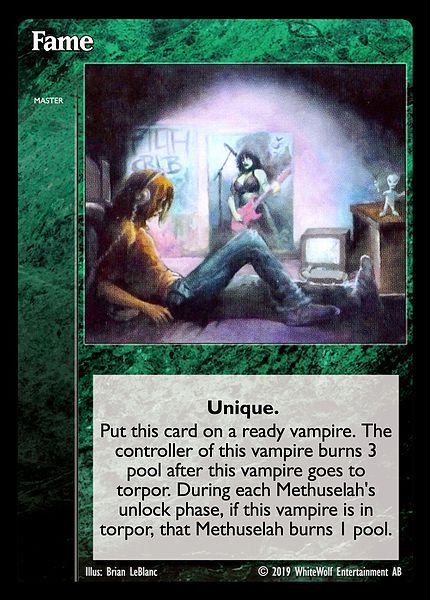 Fame
MASTER
FILTH
CRIB
Unique.
Put this card on a ready vampire. The
controller of this vampire burns 3
pool after this vampire goes to
torpor. During each Methuselah's
unlock phase, if this vampire is in
torpor, that Methuselah burns 1 pool.
Illus: Brian LeBlanc
© 2019 WhiteWolf Entertainment AB